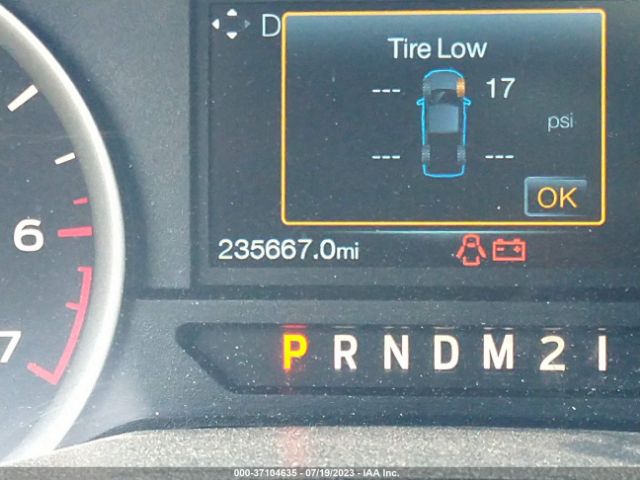 D
Tire Low
--- 17
psi
--- ---
OK
6
235667.0mi
7
P R N D M 2 1
000-37104635 - 07/19/2023 - IAA Inc.